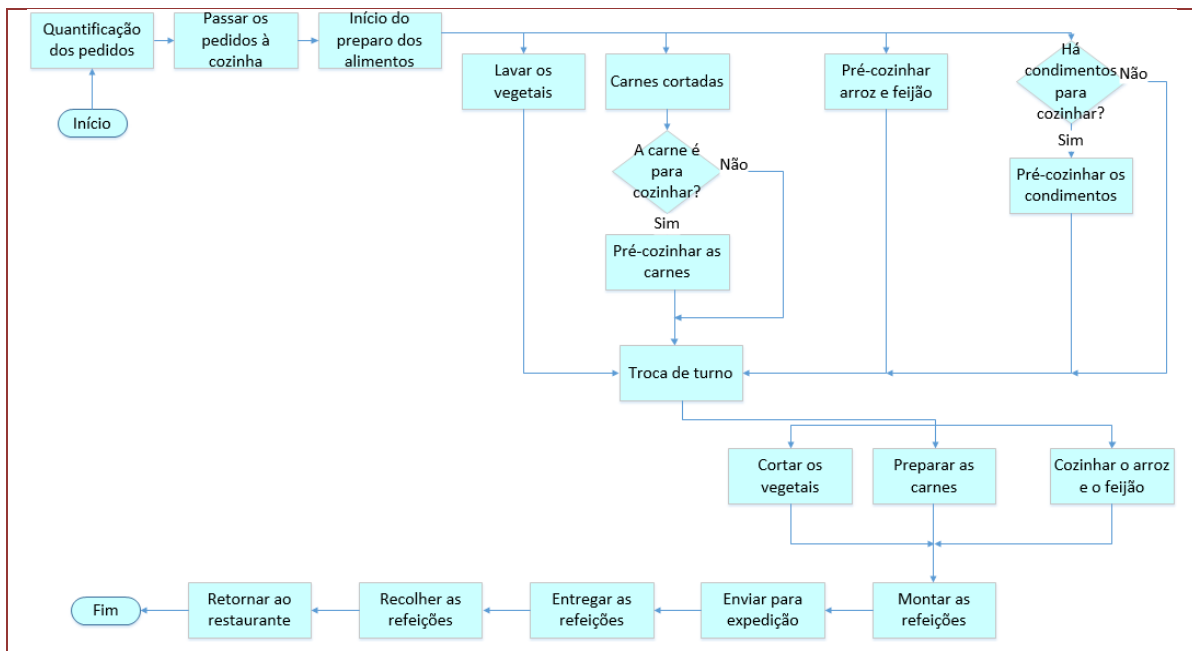 Quantificação
dos pedidos
Passar os
pedidos à
cozinha
Início do
preparo dos
alimentos
Início
Lavar os
vegetais
Carnes cortadas
Pré-cozinhar
arroz e feijão
Há
condimentos
para
cozinhar?
Não
Sim
Pré-cozinhar os
condimentos
A carne é
para
cozinhar?
Não
Sim
Pré-cozinhar as
carnes
Troca de turno
Cortar os
vegetais
Preparar as
carnes
Cozinhar o arroz
e o feijão
Montar as
refeições
Enviar para
expedição
Entregar as
refeições
Recolher as
refeições
Retornar ao
restaurante
Fim